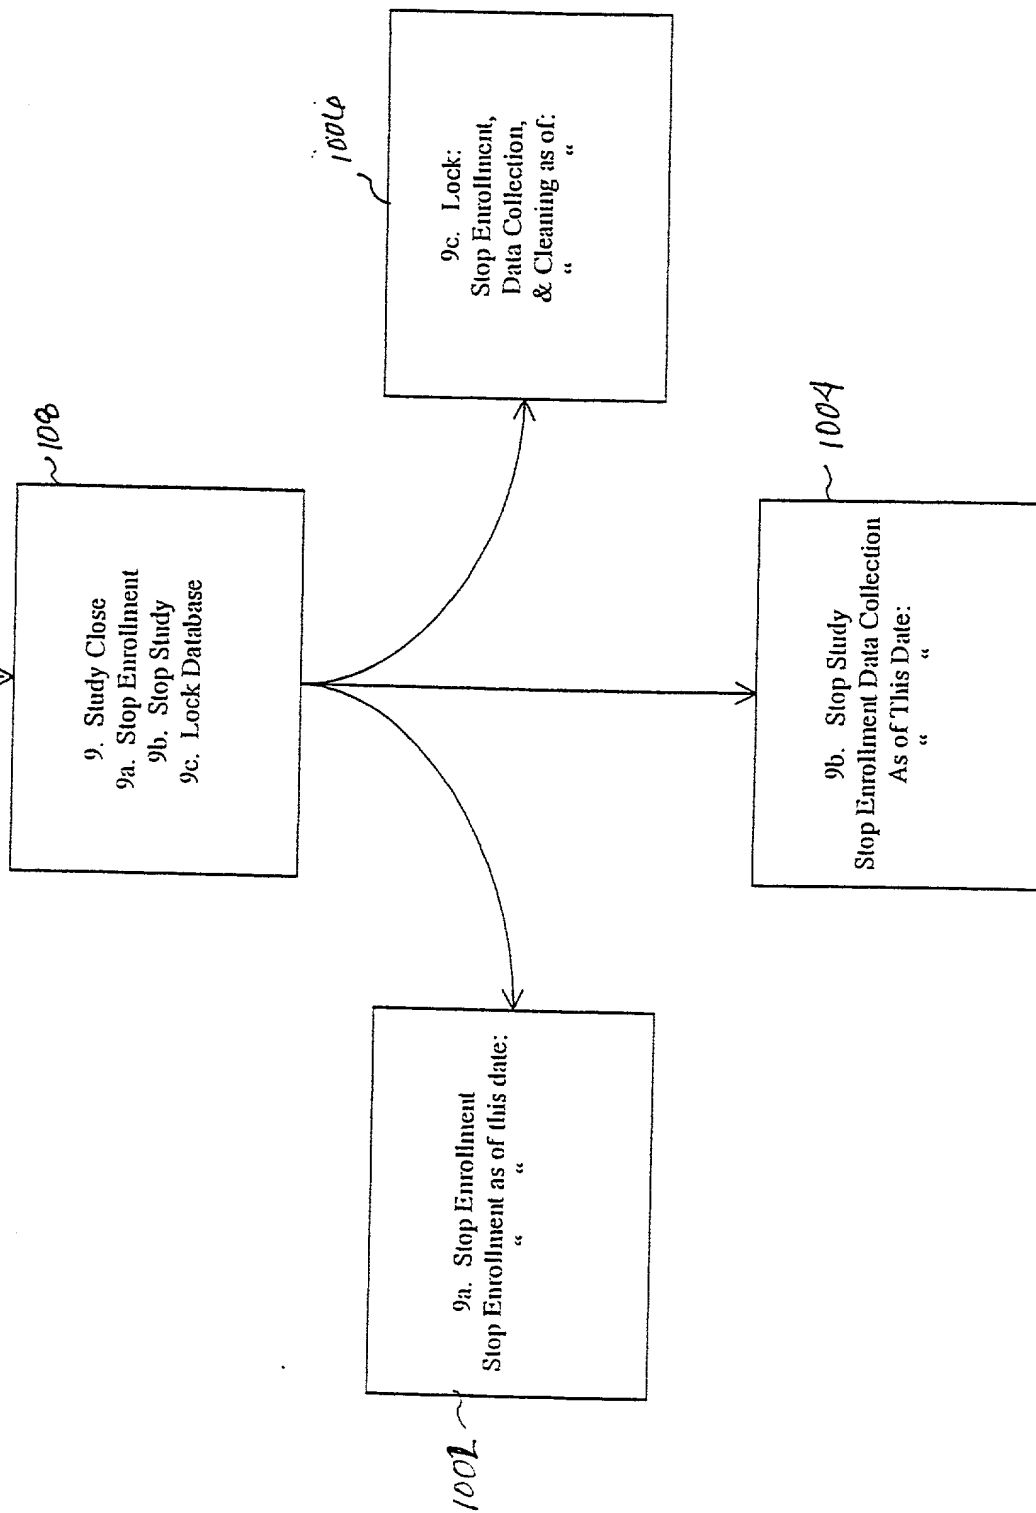 108
9. Study Close
9a. Stop Enrollment
9b. Stop Study
9c. Lock Database
1002
9a. Stop Enrollment
Stop Enrollment as of this date:
“ “
1004
9b. Stop Study
Stop Enrollment Data Collection
As of This Date:
“ “
1006
9c. Lock:
Stop Enrollment,
Data Collection,
& Cleaning as of:
“ “